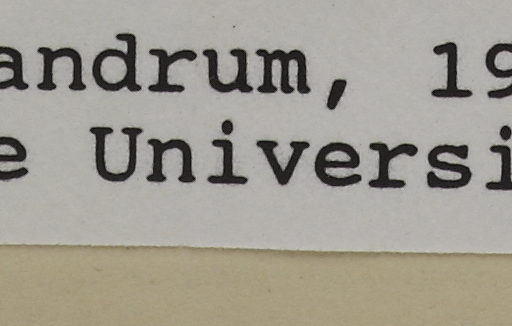 andrum, 19
e Universi